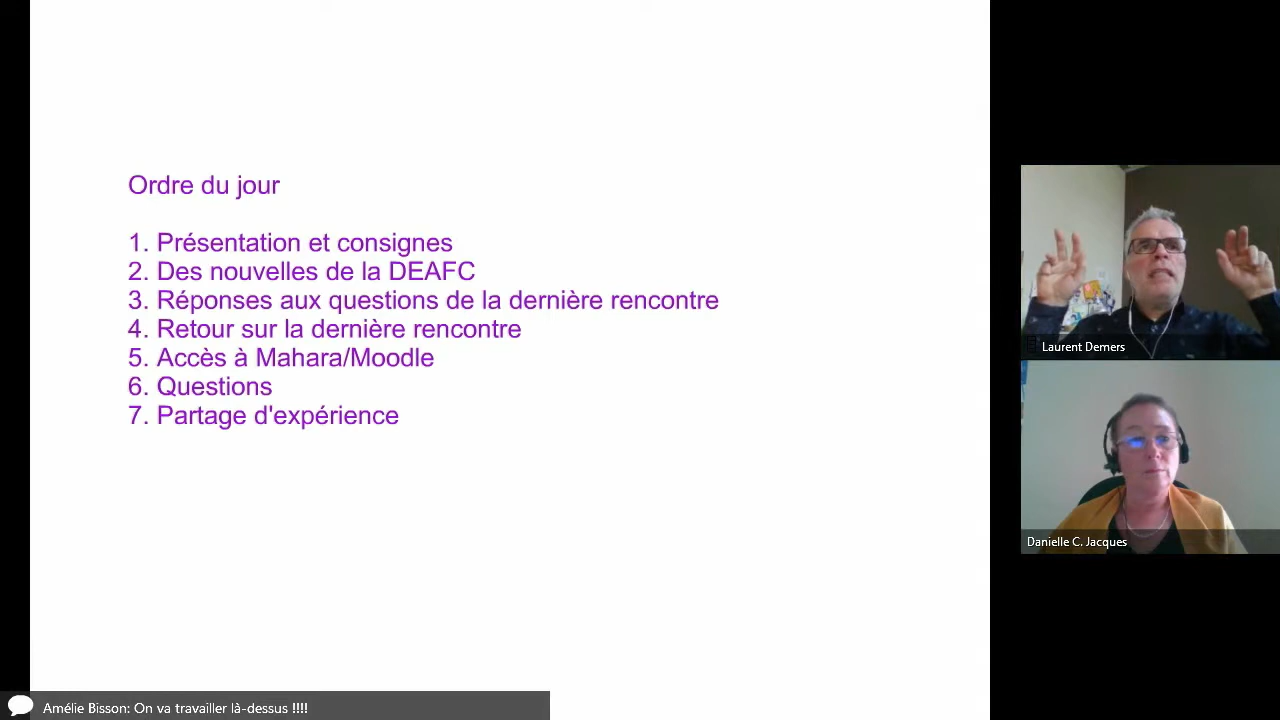 Ordre du jour
1. Présentation et consignes
2. Des nouvelles de la DEAFC
3. Réponses aux questions de la dernière rencontre
4. Retour sur la dernière rencontre
5. Accès à Mahara/Moodle
6. Questions
7. Partage d'expérience
Laurent Demers
Danielle C. Jacques
Amélie Bisson: On va travailler là-dessus !!!!